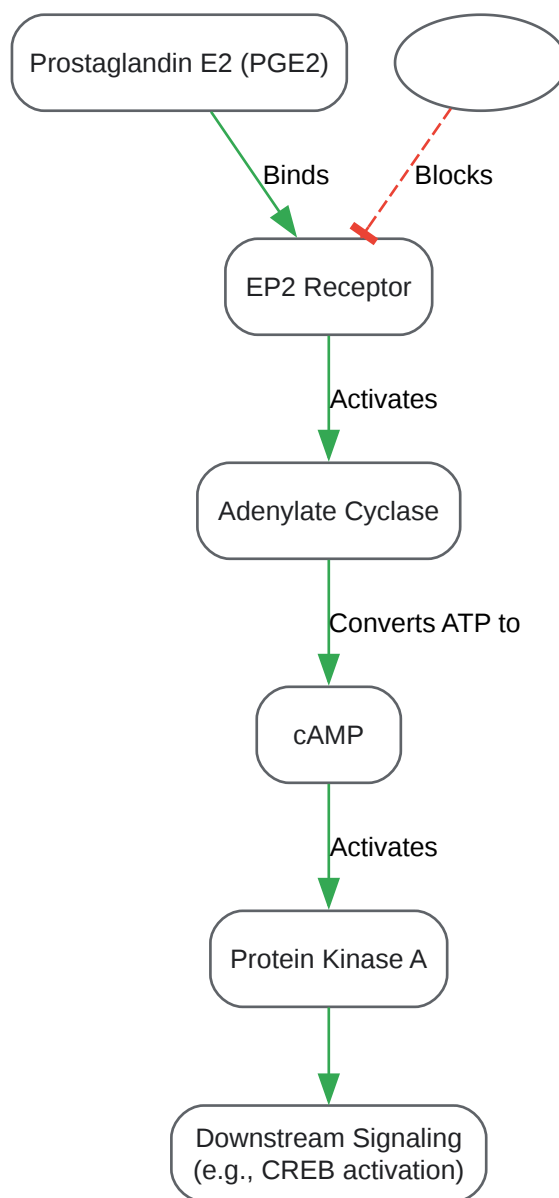 Prostaglandin E2 (PGE2)
Binds
Blocks
EP2 Receptor
Activates
Adenylate Cyclase
Converts ATP to
cAMP
Activates
Protein Kinase A
Downstream Signaling
(e.g., CREB activation)